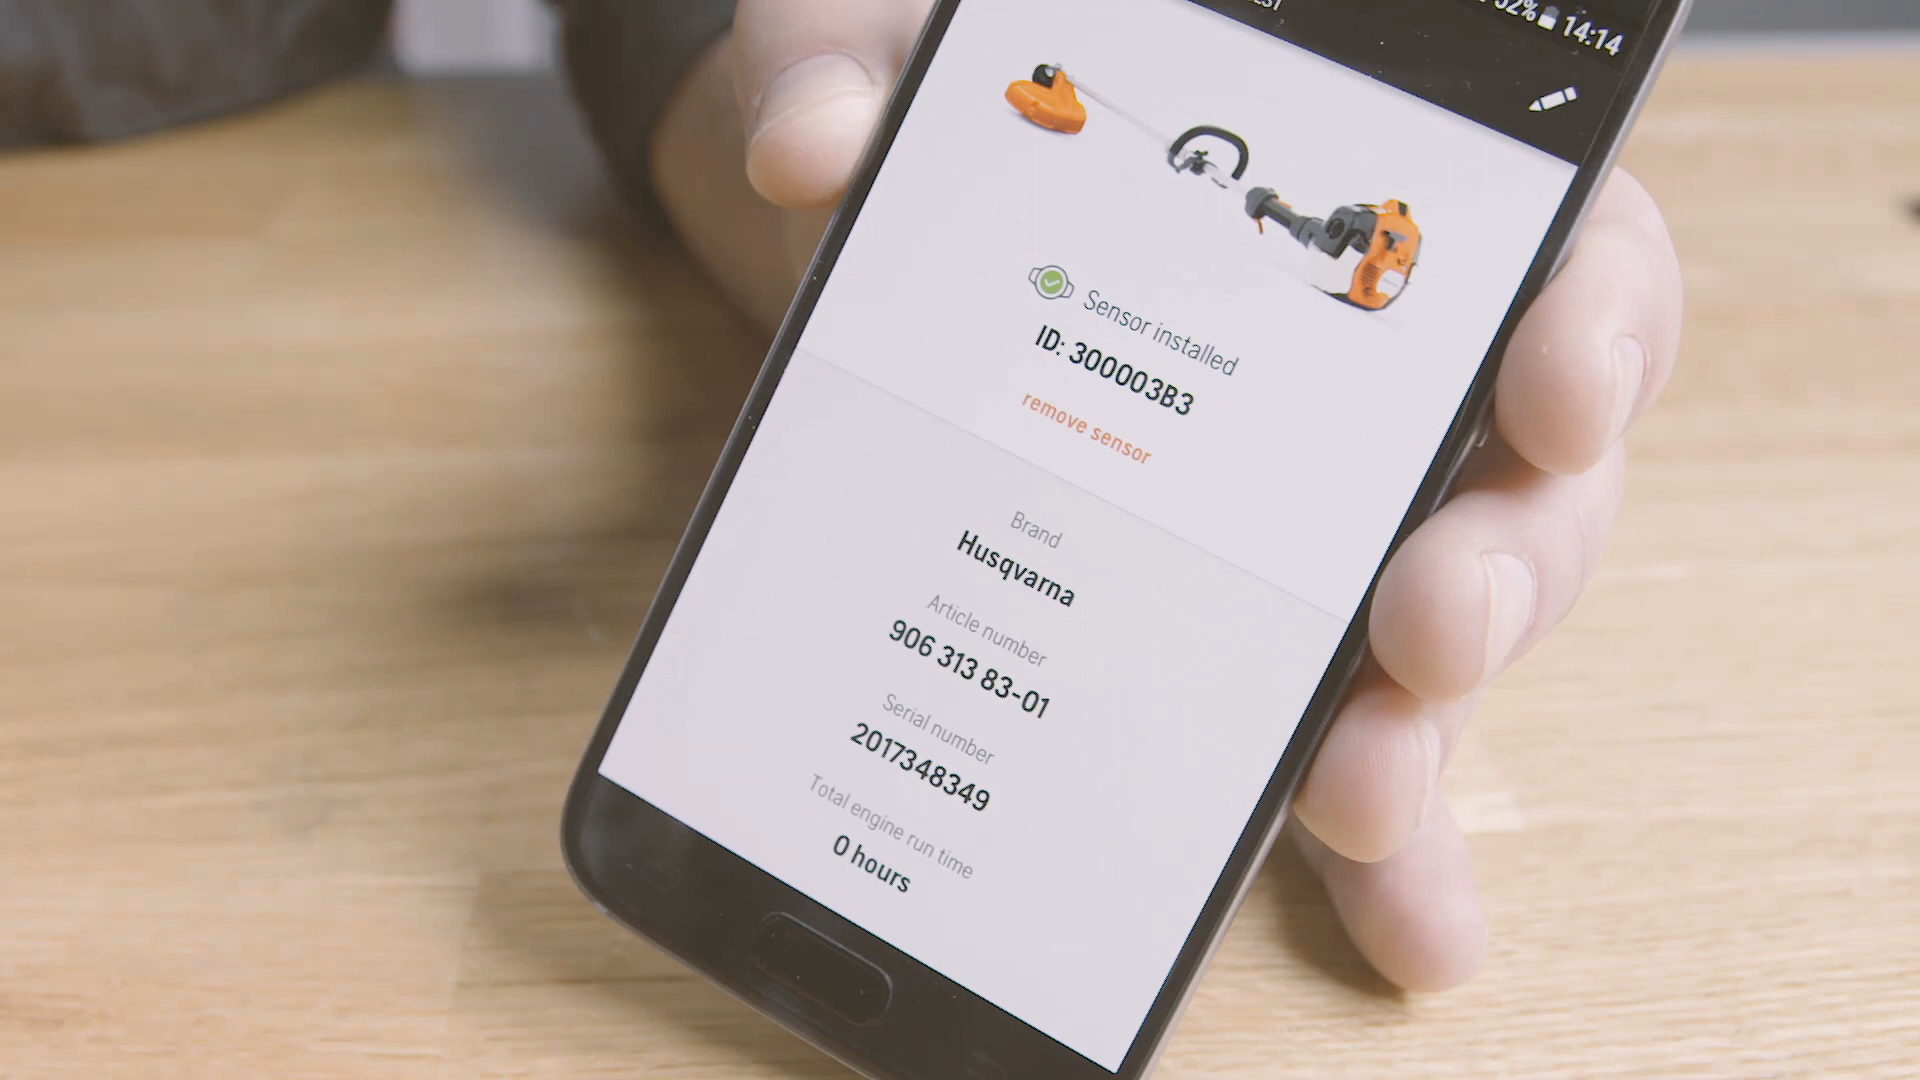 14:14
Sensor installed
ID: 300003B3
remove sensor
Brand
Husqvarna
Article number
906 313 83-01
Serial number
2017348349
Total engine run time
0 hours